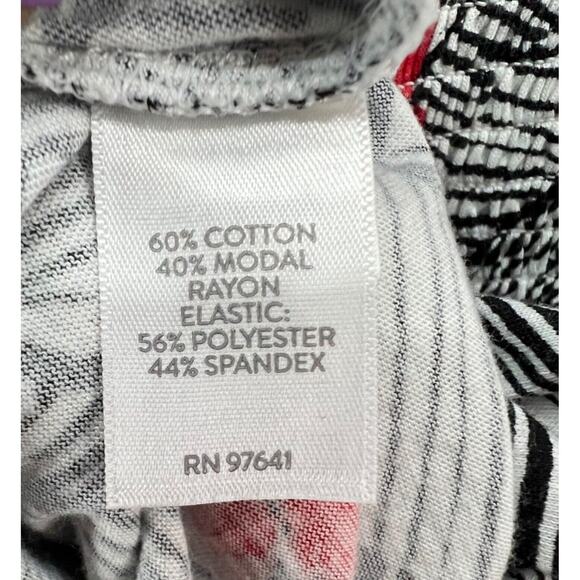 60% COTTON
40% MODAL
RAYON
ELASTIC:
56% POLYESTER
44% SPANDEX
RN 97641